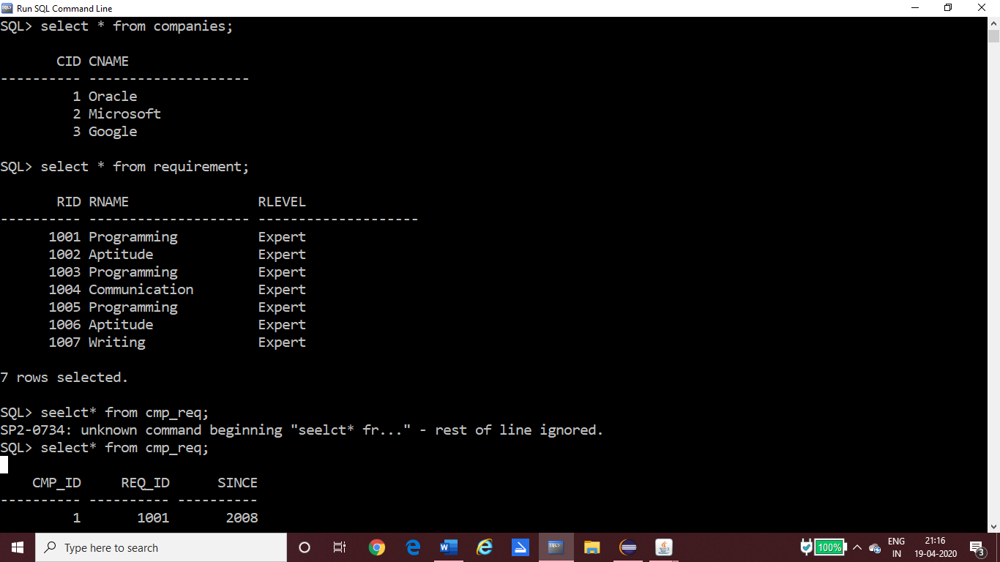 Run SQL Command Line
SQL> select * from companies;
CID CNAME
---------- --------------------
1 Oracle
2 Microsoft
3 Google
SQL> select * from requirement;
RID RNAME                RLEVEL
---------- -------------------- --------------------
1001 Programming          Expert
1002 Aptitude             Expert
1003 Programming          Expert
1004 Communication        Expert
1005 Programming          Expert
1006 Aptitude             Expert
1007 Writing              Expert
7 rows selected.
SQL> seelct* from cmp_req;
SP2-0734: unknown command beginning "seelct* fr..." - rest of line ignored.
SQL> select* from cmp_req;
CMP_ID     REQ_ID      SINCE
---------- ---------- ----------
1       1001       2008
Type here to search
100%
ENG
IN
21:16
19-04-2020
3